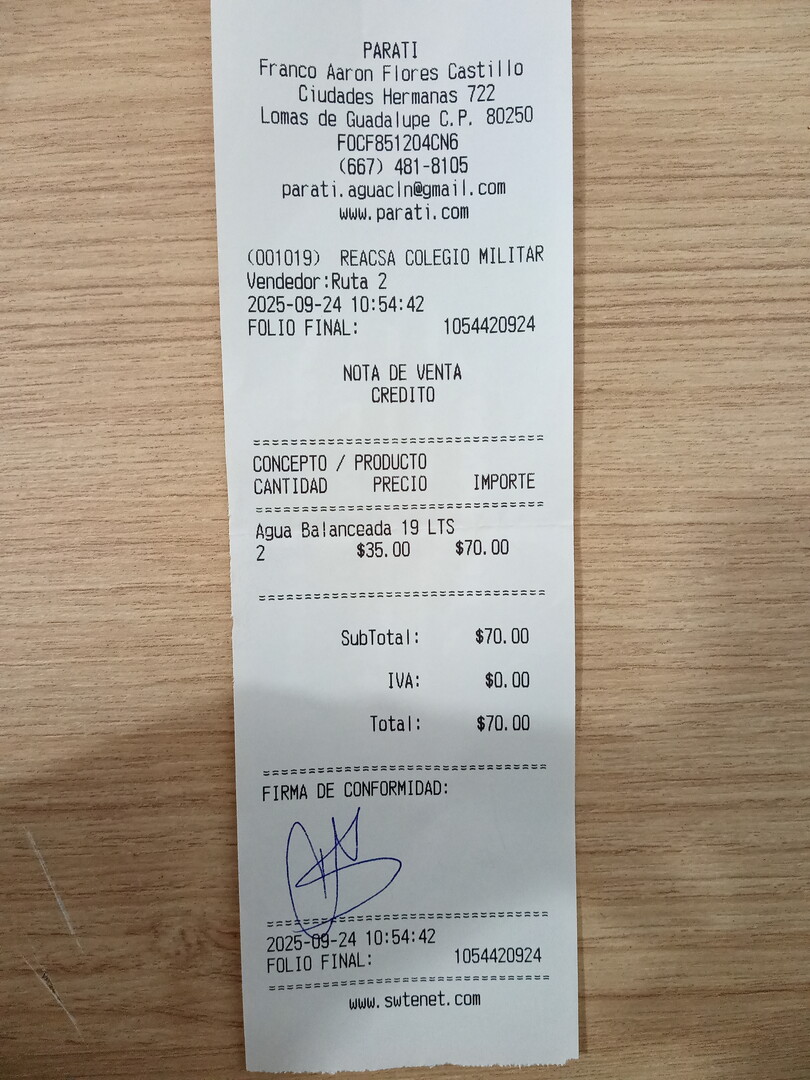 PARATI
Franco Aaron Flores Castillo
Ciudades Hermanas 722
Lomas de Guadalupe C.P. 80250
FOCF851204CN6
(667) 481-8105
parati.aguacln@gmail.com
www.parati.com
(001019) REACSA COLEGIO MILITAR
Vendedor:Ruta 2
2025-09-24 10:54:42
FOLIO FINAL: 1054420924
NOTA DE VENTA
CREDITO
===============================
CONCEPTO / PRODUCTO
CANTIDAD PRECIO IMPORTE
===============================
Agua Balanceada 19 LTS
2 $35.00 $70.00
===============================
SubTotal: $70.00
IVA: $0.00
Total: $70.00
===============================
FIRMA DE CONFORMIDAD:
===============================
2025-09-24 10:54:42
FOLIO FINAL: 1054420924
===============================
www.swtenet.com